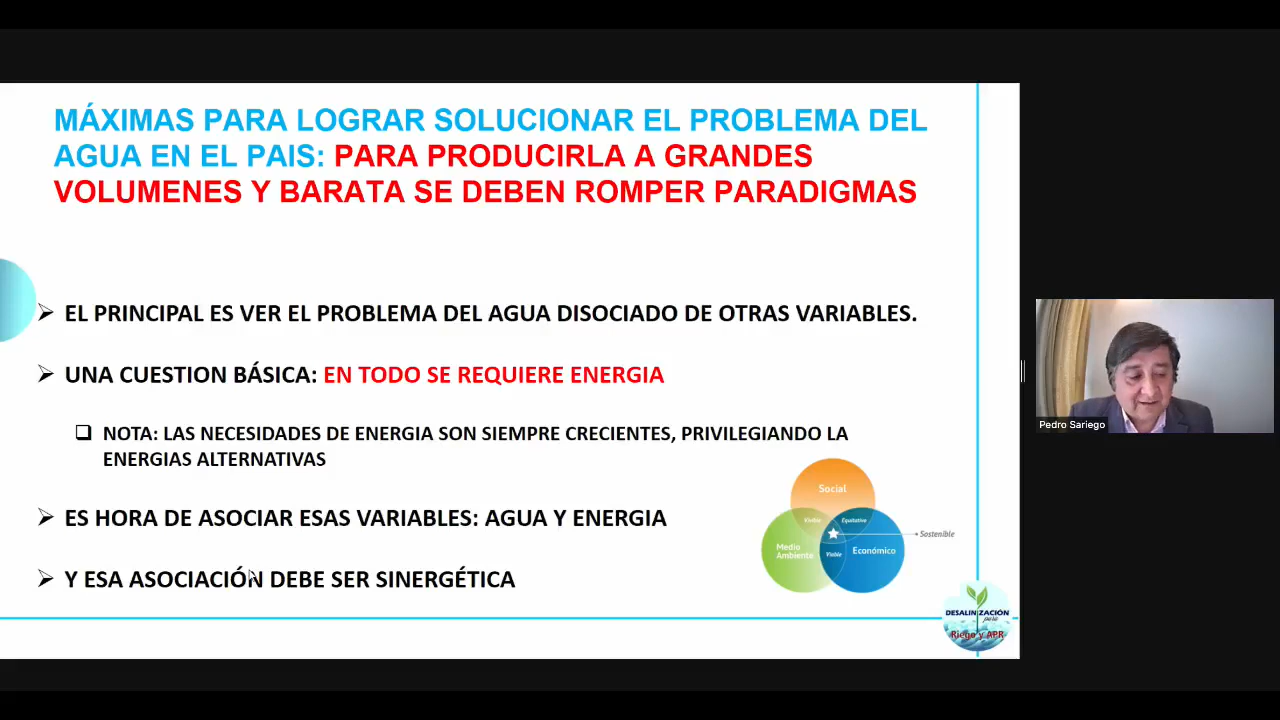 MÁXIMAS PARA LOGRAR SOLUCIONAR EL PROBLEMA DEL
AGUA EN EL PAIS: PARA PRODUCIRLA A GRANDES
VOLUMENES Y BARATA SE DEBEN ROMPER PARADIGMAS
EL PRINCIPAL ES VER EL PROBLEMA DEL AGUA DISOCIADO DE OTRAS VARIABLES.
UNA CUESTION BÁSICA: EN TODO SE REQUIERE ENERGIA
NOTA: LAS NECESIDADES DE ENERGIA SON SIEMPRE CRECIENTES, PRIVILEGIANDO LA
ENERGIAS ALTERNATIVAS
ES HORA DE ASOCIAR ESAS VARIABLES: AGUA Y ENERGIA
Y ESA ASOCIACIÓN DEBE SER SINERGÉTICA
Social
Equitativo
Sostenible
Medio
Ambiente
Viable
Económico
DESALINIZACIÓN
para
Riego y APR
Pedro Sariego